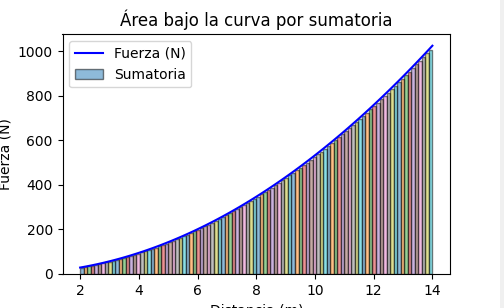 Área bajo la curva por sumatoria
Fuerza (N)
Sumatoria
Fuerza (N)
1000
800
600
400
200
0
2 4 6 8 10 12 14
Distancia (m)